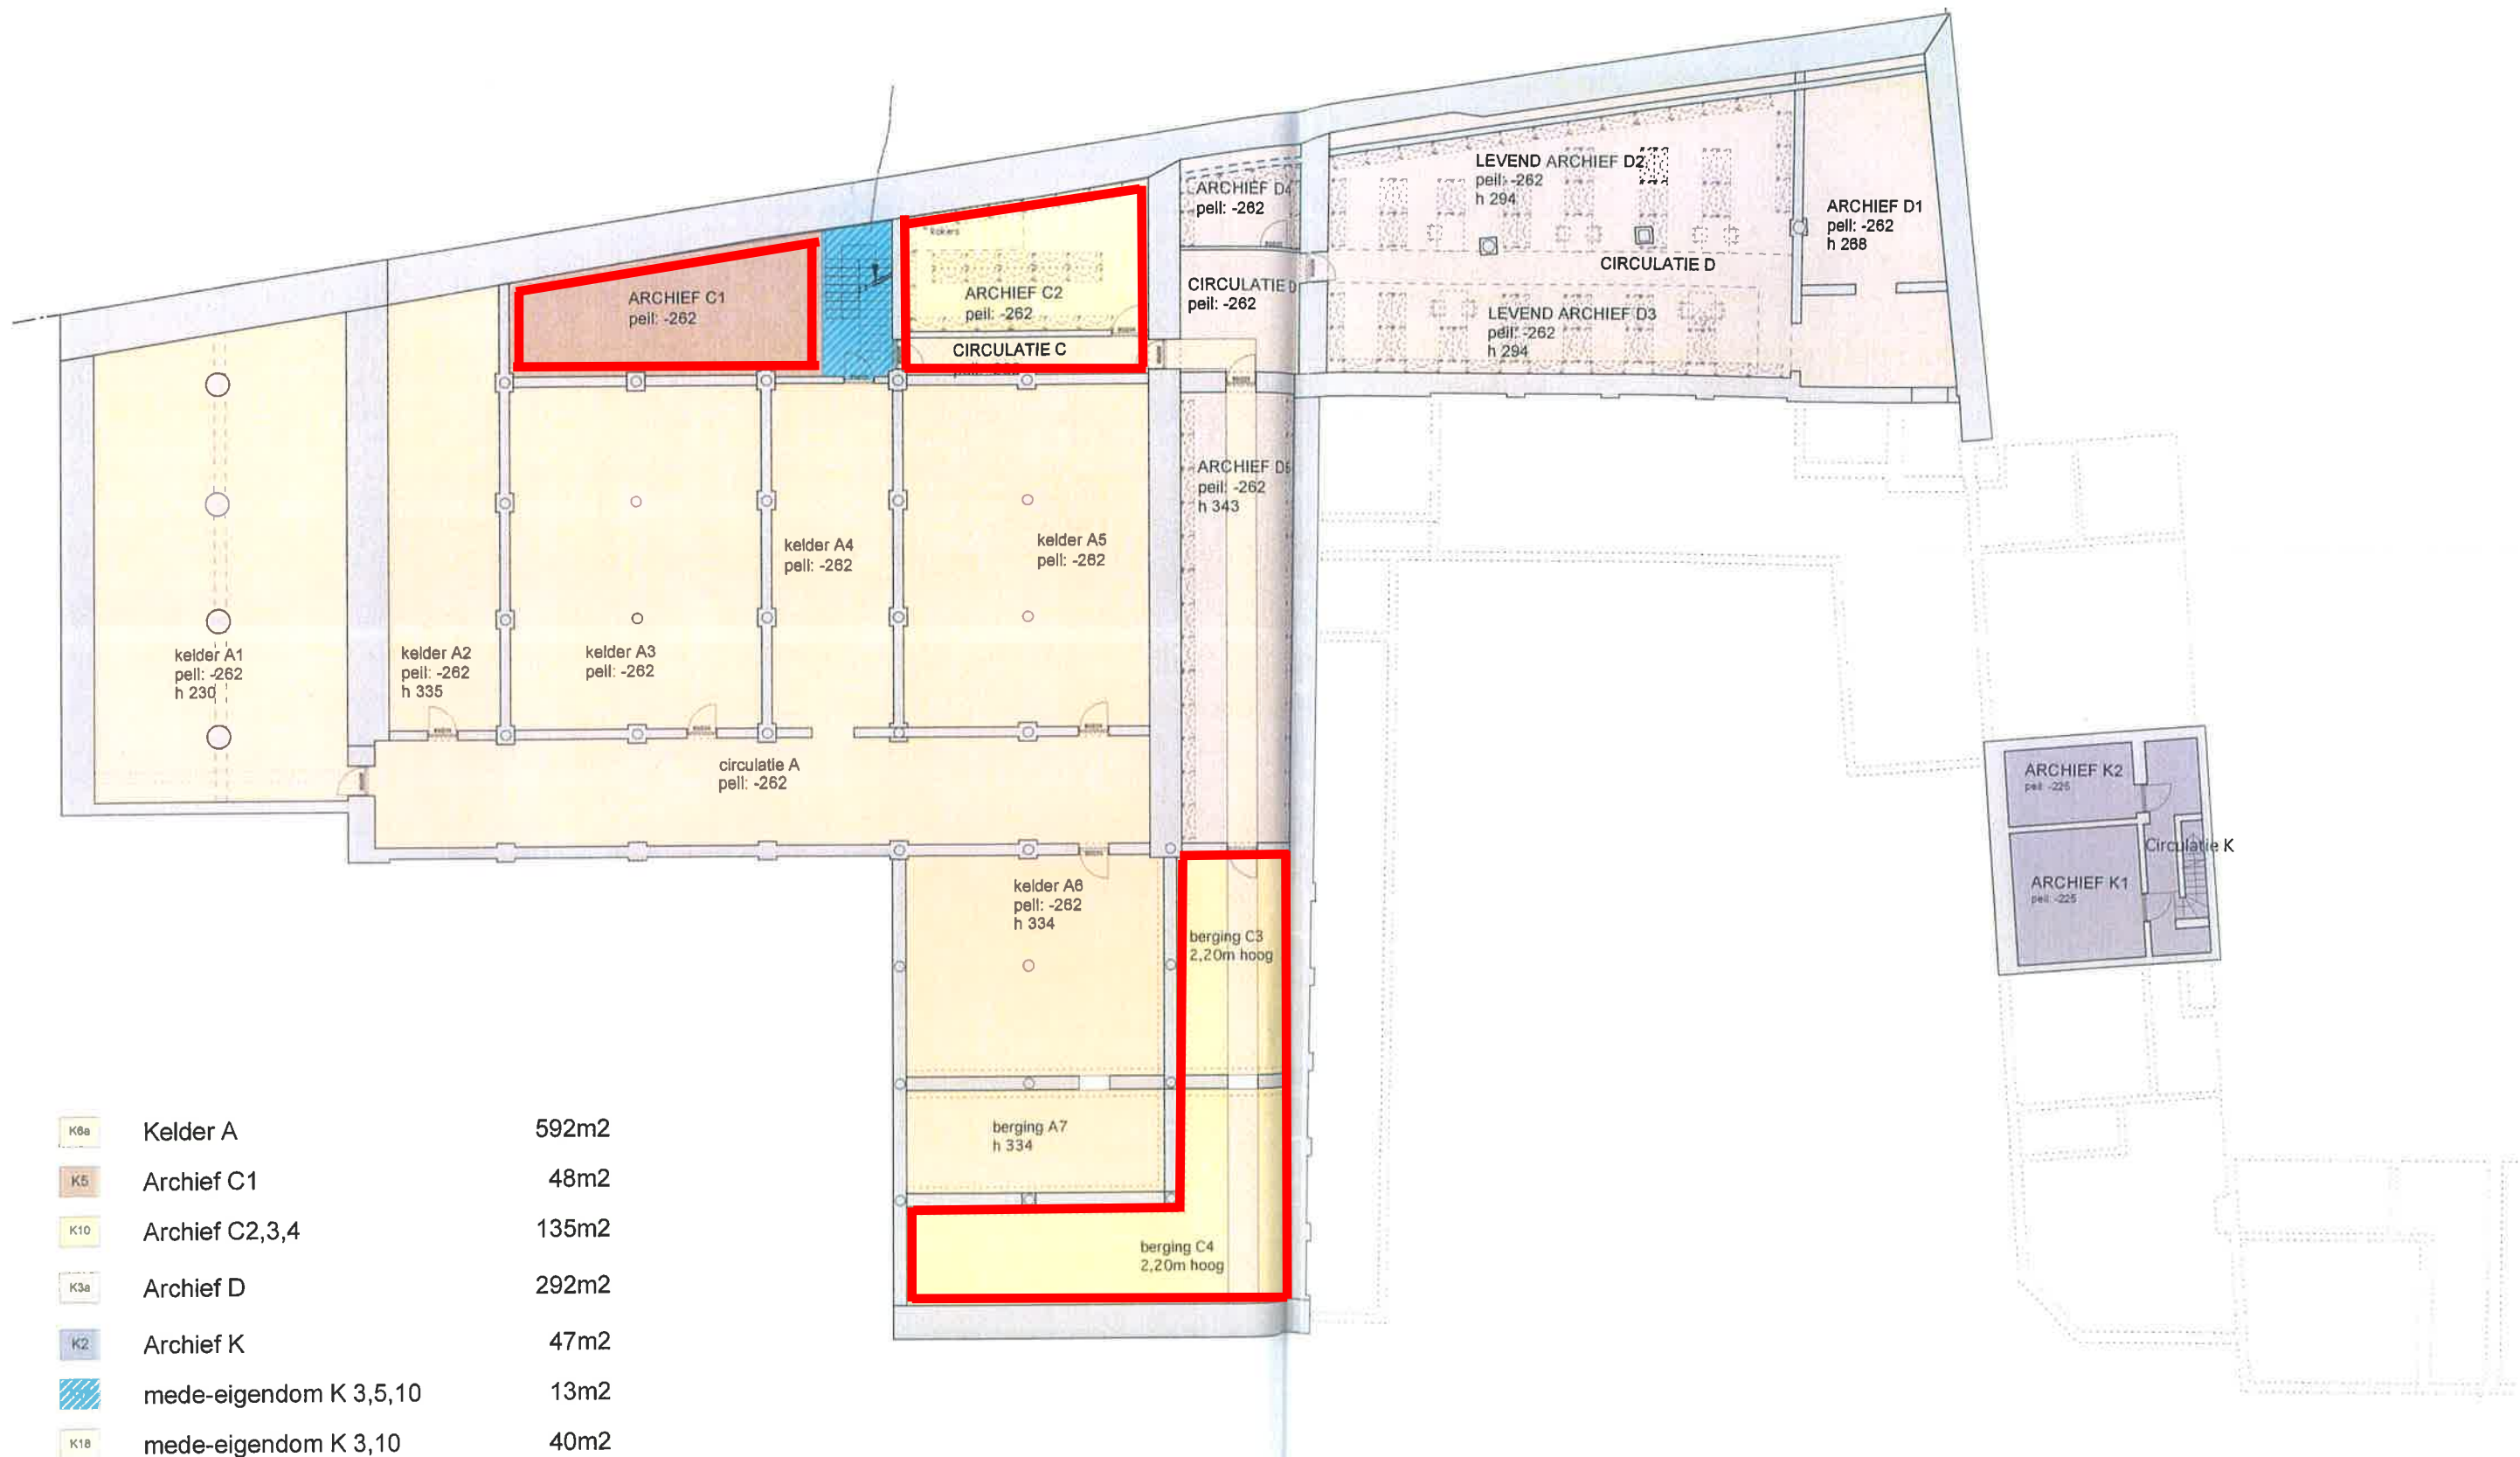 LEVEND ARCHIEF D2
peil: -262
h 294
ARCHIEF D4
peil: -262
ARCHIEF D1
peil: -262
h 268
kokers
CIRCULATIE D
CIRCULATIE D
peil: -262
ARCHIEF C1
peil: -262
ARCHIEF C2
peil: -262
LEVEND ARCHIEF D3
peil: -262
h 294
CIRCULATIE C
ARCHIEF D5
peil: -262
h 343
kelder A4
peil: -262
kelder A5
peil: -262
kelder A1
peil: -262
h 230
kelder A2
peil: -262
h 335
kelder A3
peil: -262
circulatie A
peil: -262
ARCHIEF K2
peil: -225
Circulatie K
ARCHIEF K1
peil: -225
kelder A6
peil: -262
h 334
berging C3
2,20m hoog
berging A7
h 334
berging C4
2,20m hoog
K6a Kelder A 592m2
K5 Archief C1 48m2
K10 Archief C2,3,4 135m2
K3a Archief D 292m2
K2 Archief K 47m2
mede-eigendom K 3,5,10 13m2
K18 mede-eigendom K 3,10 40m2